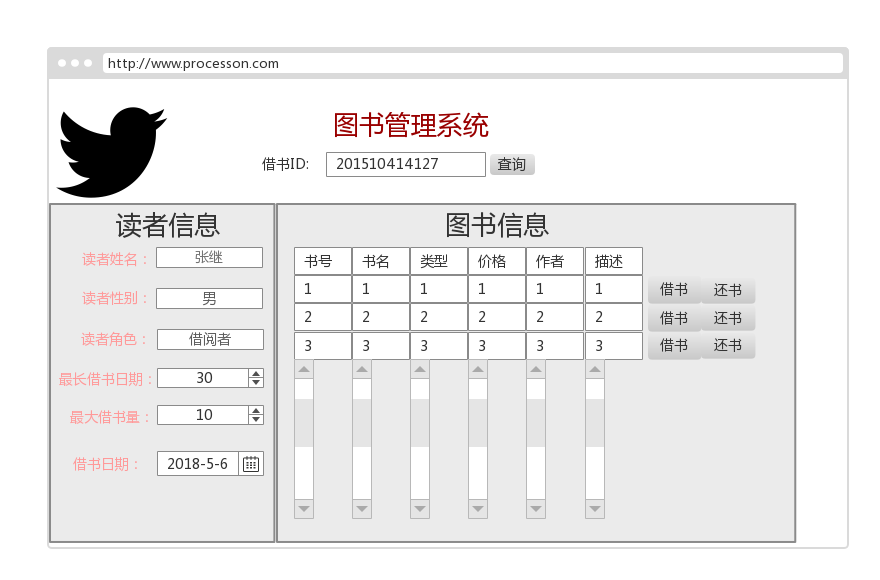 http://www.processon.com
图书管理系统
借书ID: 201510414127 查询
读者信息
读者姓名： 张继
读者性别： 男
读者角色： 借阅者
最长借书日期： 30
最大借书量： 10
借书日期： 2018-5-6
图书信息
书号 书名 类型 价格 作者 描述
1 1 1 1 1 1 借书 还书
2 2 2 2 2 2 借书 还书
3 3 3 3 3 3 借书 还书